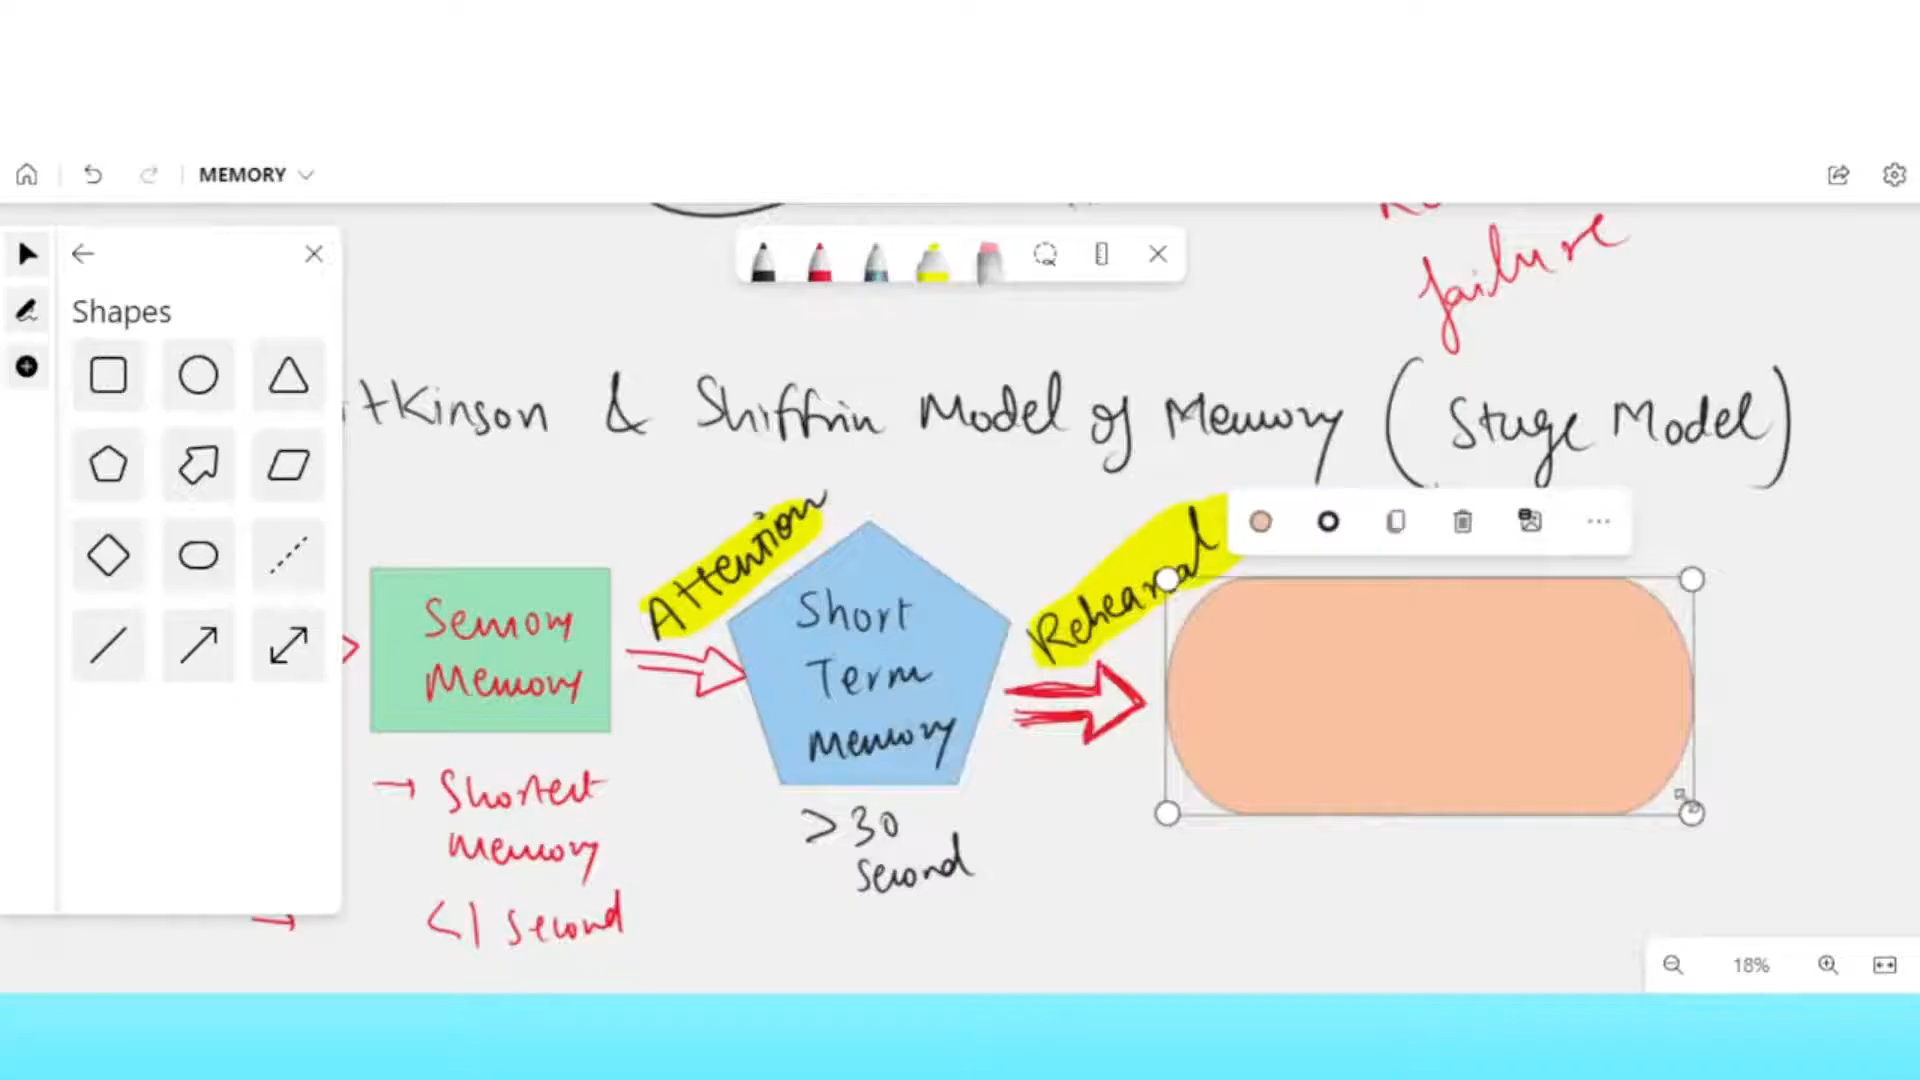 MEMORY
failure
Shapes
tkinson & Shiffrin Model of Memory (Stage Model)
Attention
Rehearsal
Sensory
Memory
Short
Term
Memory
→ Shortest
Memory
<1 second
> 30
second
18%